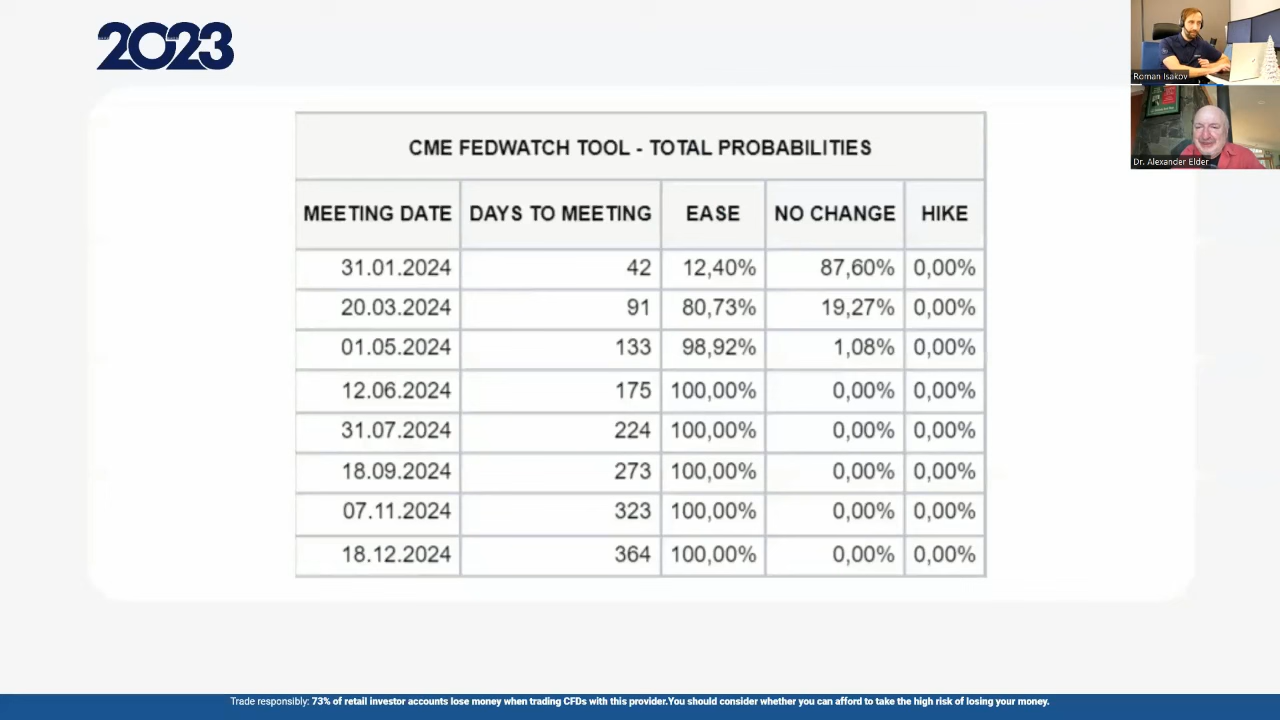 2023
Roman Isakov
Dr. Alexander Elder
CME FEDWATCH TOOL - TOTAL PROBABILITIES
MEETING DATE DAYS TO MEETING EASE NO CHANGE HIKE
31.01.2024 42 12,40% 87,60% 0,00%
20.03.2024 91 80,73% 19,27% 0,00%
01.05.2024 133 98,92% 1,08% 0,00%
12.06.2024 175 100,00% 0,00% 0,00%
31.07.2024 224 100,00% 0,00% 0,00%
18.09.2024 273 100,00% 0,00% 0,00%
07.11.2024 323 100,00% 0,00% 0,00%
18.12.2024 364 100,00% 0,00% 0,00%
Trade responsibly: 73% of retail investor accounts lose money when trading CFDs with this provider.You should consider whether you can afford to take the high risk of losing your money.